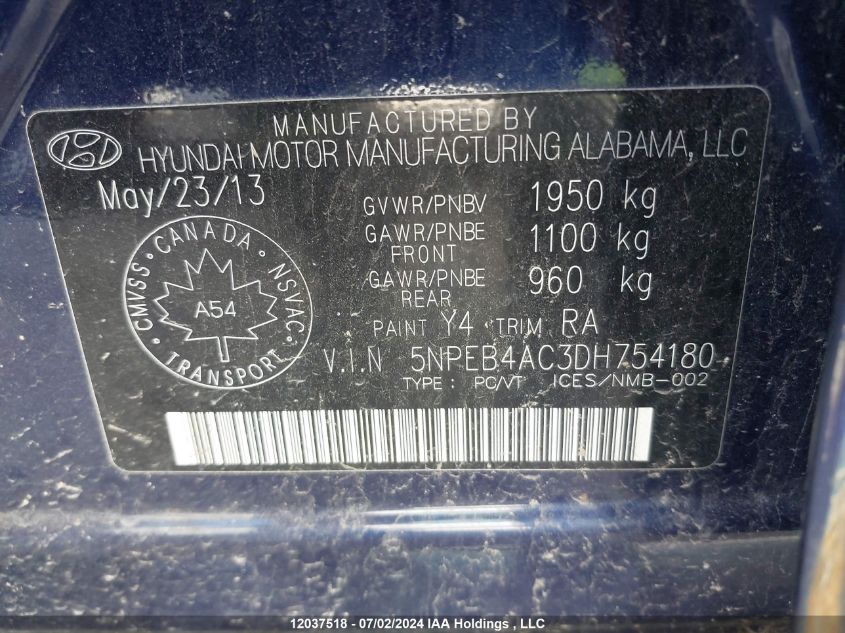 MANUFACTURED BY
HYUNDAI MOTOR MANUFACTURING ALABAMA, LLC
May/23/13
GVWR/PNBV 1950 kg
GAWR/PNBE FRONT 1100 kg
GAWR/PNBE REAR 960 kg
PAINT Y4 TRIM RA
V.I.N 5NPEB4AC3DH754180
TYPE: PC/VT ICES/NMB-002
CANADA
CMVSS NSVAC
A54
TRANSPORT
12037518 - 07/02/2024 IAA Holdings, LLC